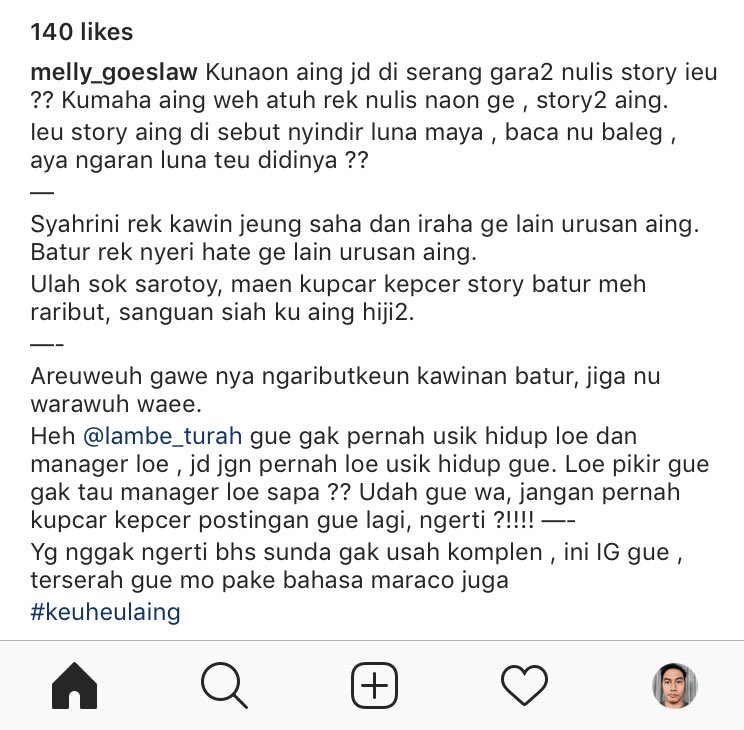 140 likes
melly_goeslaw Kunaon aing jd di serang gara2 nulis story ieu
?? Kumaha aing weh atuh rek nulis naon ge , story2 aing.
Ieu story aing di sebut nyindir luna maya , baca nu baleg ,
aya ngaran luna teu didinya ??
—
Syahrini rek kawin jeung saha dan iraha ge lain urusan aing.
Batur rek nyeri hate ge lain urusan aing.
Ulah sok sarotoy, maen kupcar kepcer story batur meh
raribut, sanguan siah ku aing hiji2.
—-
Areuweuh gawe nya ngaributkeun kawinan batur, jiga nu
warawuh waee.
Heh @lambe_turah gue gak pernah usik hidup loe dan
manager loe , jd jgn pernah loe usik hidup gue. Loe pikir gue
gak tau manager loe sapa ?? Udah gue wa, jangan pernah
kupcar kepcer postingan gue lagi, ngerti ?!!!! —-
Yg nggak ngerti bhs sunda gak usah komplen , ini IG gue ,
terserah gue mo pake bahasa maraco juga
#keuheulaing